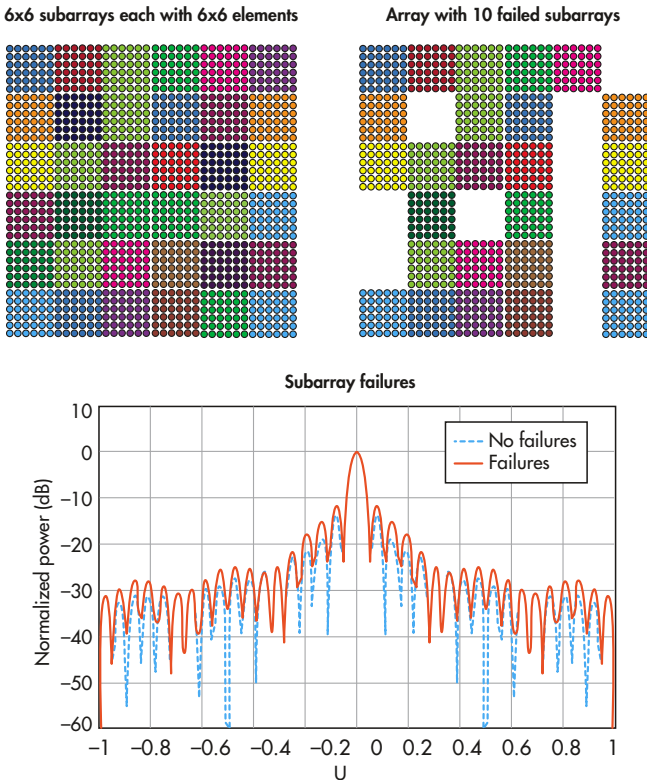 6x6 subarrays each with 6x6 elements
Array with 10 failed subarrays
Subarray failures
10
0
–10
–20
–30
–40
–50
–60
Normalized power (dB)
No failures
Failures
–1 –0.8 –0.6 –0.4 –0.2 0 0.2 0.4 0.6 0.8 1
U